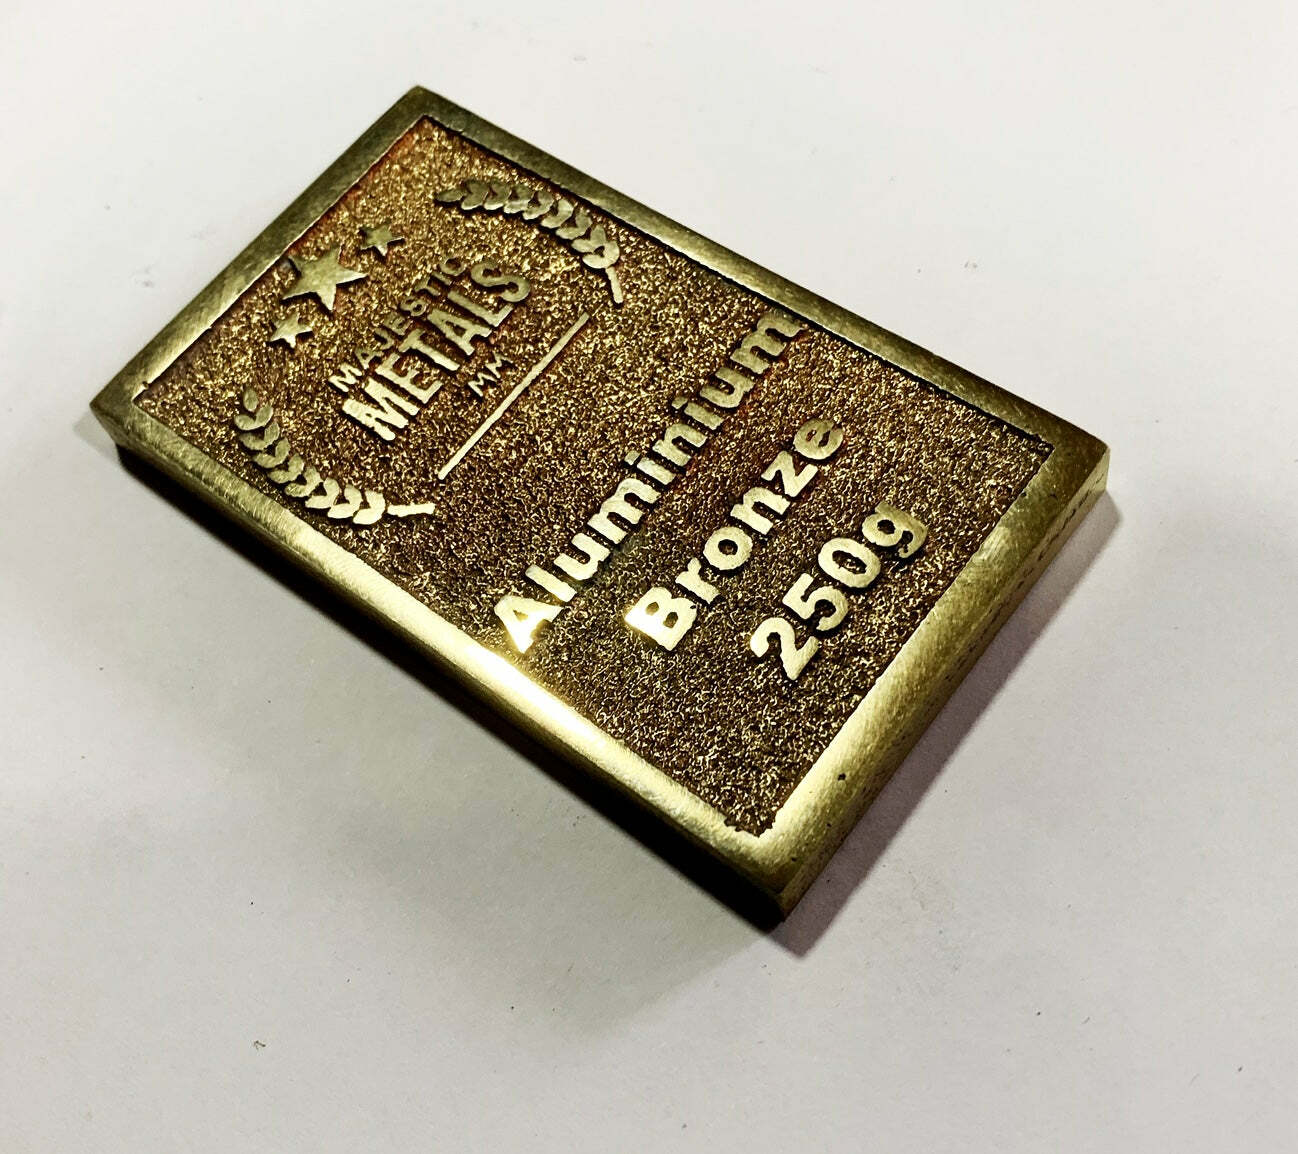 MAJESTIC
METALS
MM
Aluminium
Bronze
250g